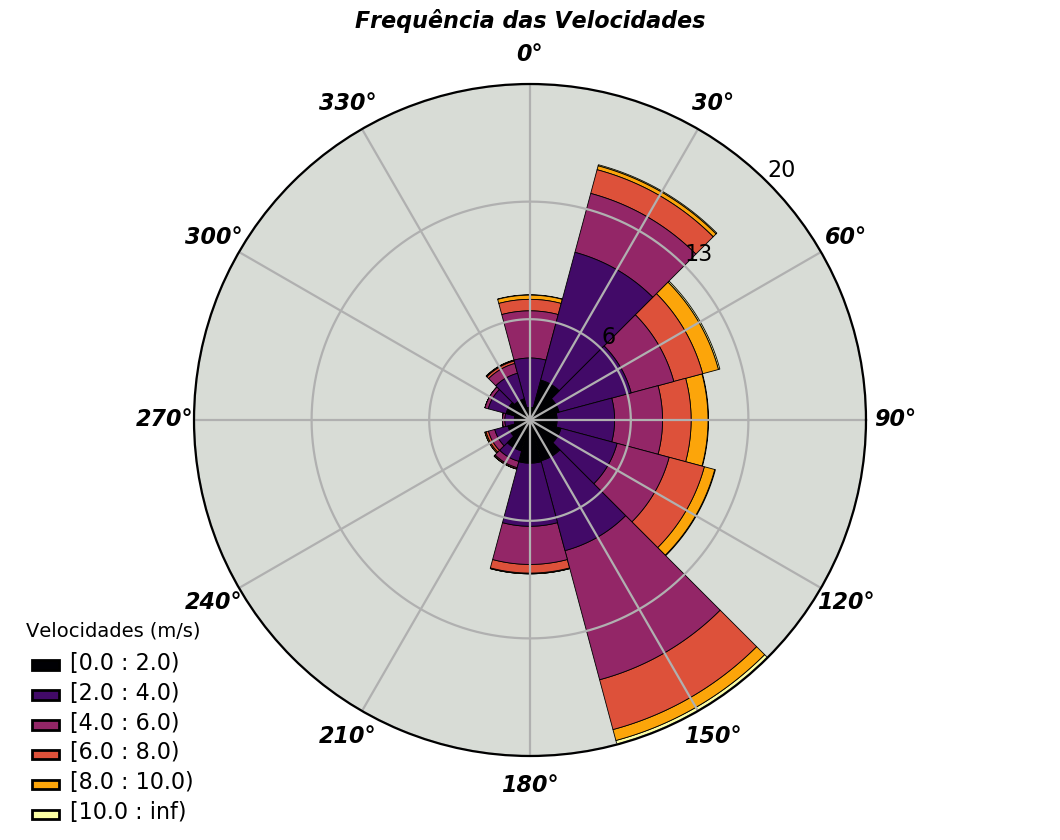 Frequência das Velocidades
0°
330°
30°
20
300°
60°
13
6
270°
90°
240°
120°
210°
150°
180°
Velocidades (m/s)
[0.0 : 2.0)
[2.0 : 4.0)
[4.0 : 6.0)
[6.0 : 8.0)
[8.0 : 10.0)
[10.0 : inf)